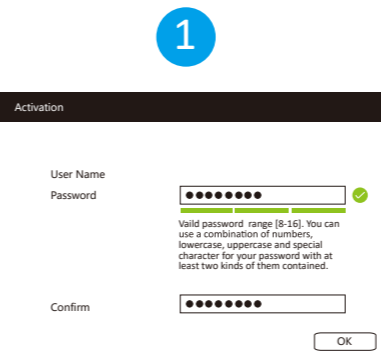 1
Activation
User Name
Password
●●●●●●●●
Vaild password range [8-16]. You can
use a combination of numbers,
lowercase, uppercase and special
character for your password with at
least two kinds of them contained.
Confirm
●●●●●●●●
OK